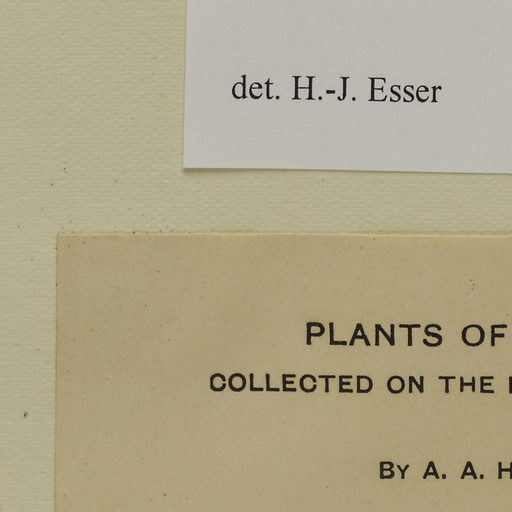 det. H.-J. Esser
PLANTS OF
COLLECTED ON THE
BY A. A. H